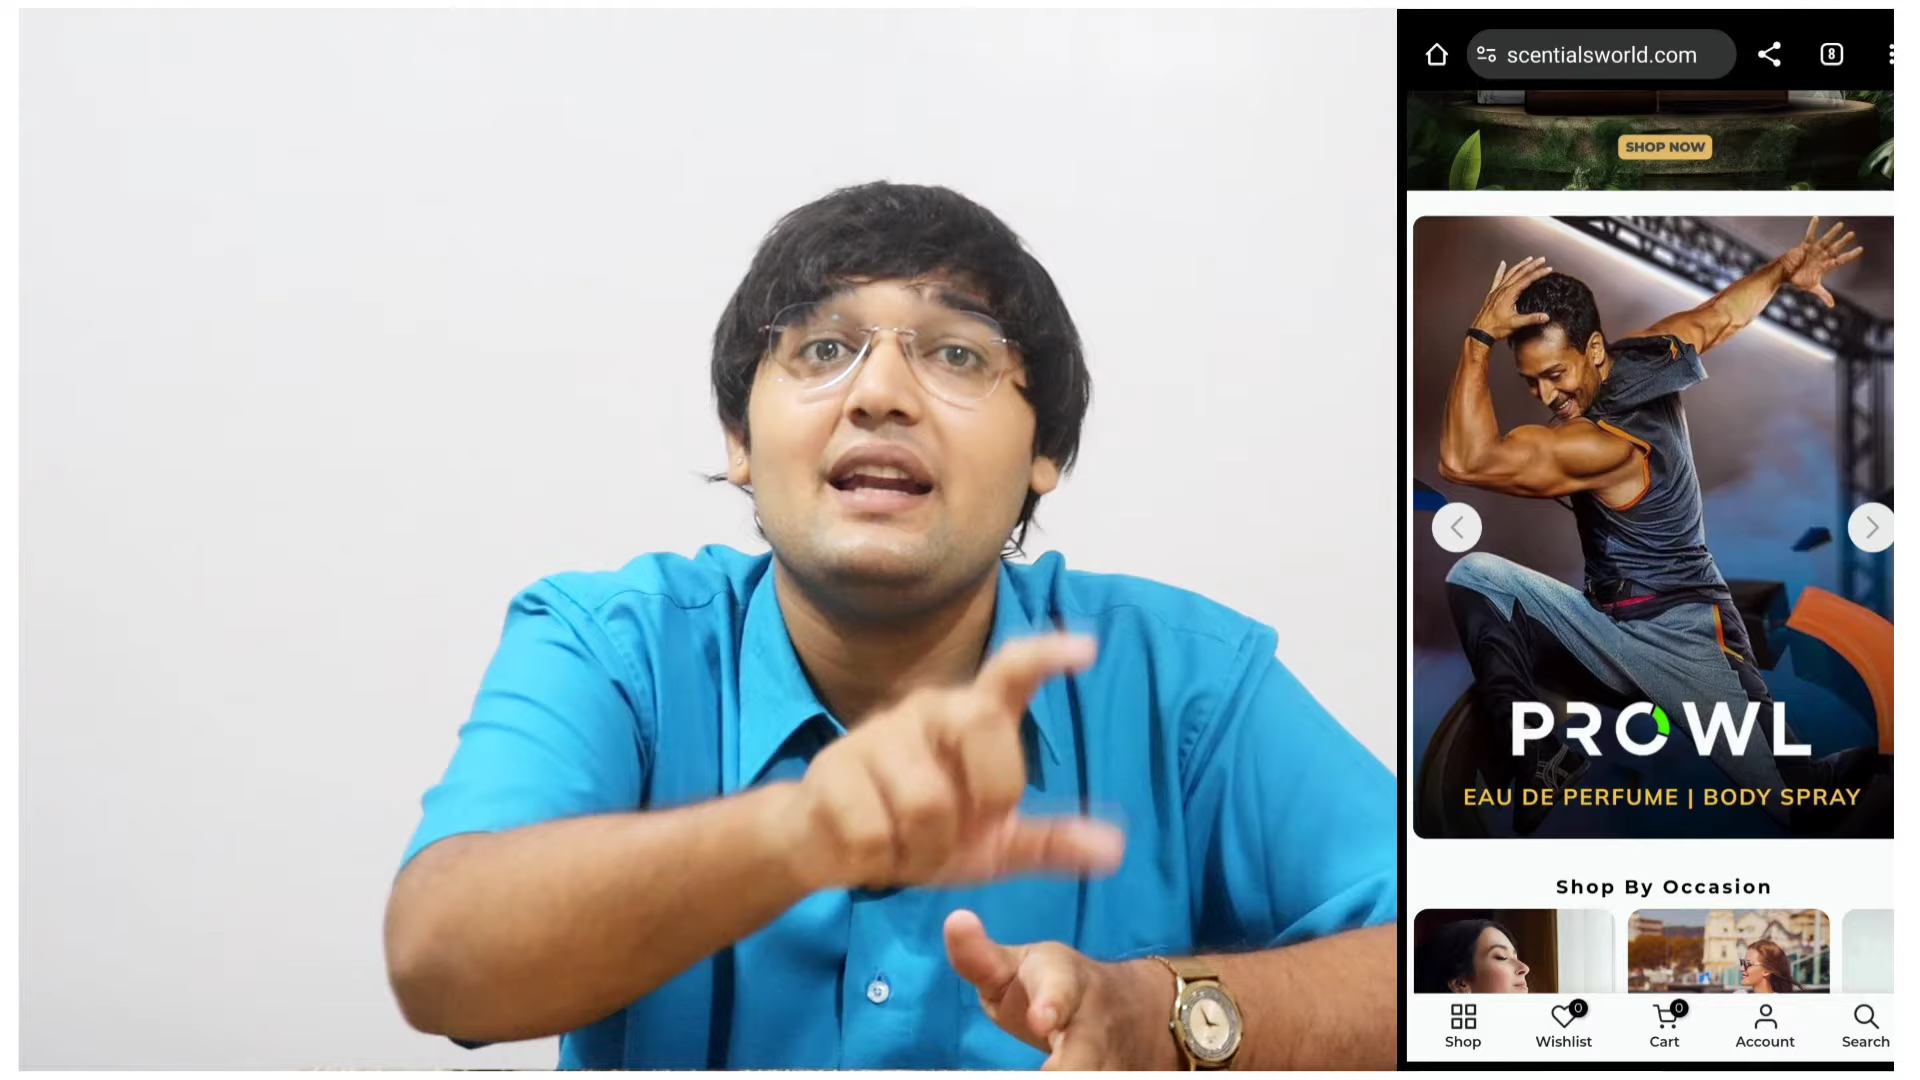 scentialsworld.com
8
SHOP NOW
PROWL
EAU DE PERFUME | BODY SPRAY
Shop By Occasion
0
0
Shop
Wishlist
Cart
Account
Search